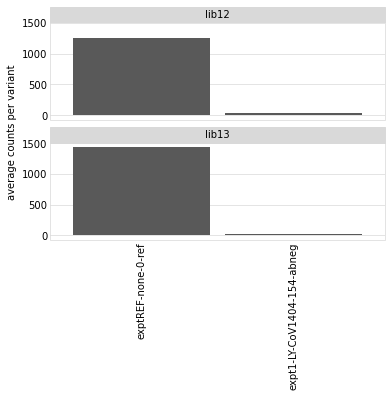 lib12
1500
1000
500
0
lib13
1500
1000
500
0
average counts per variant
exptREF-none-0-ref
expt1-LY-CoV1404-154-abneg